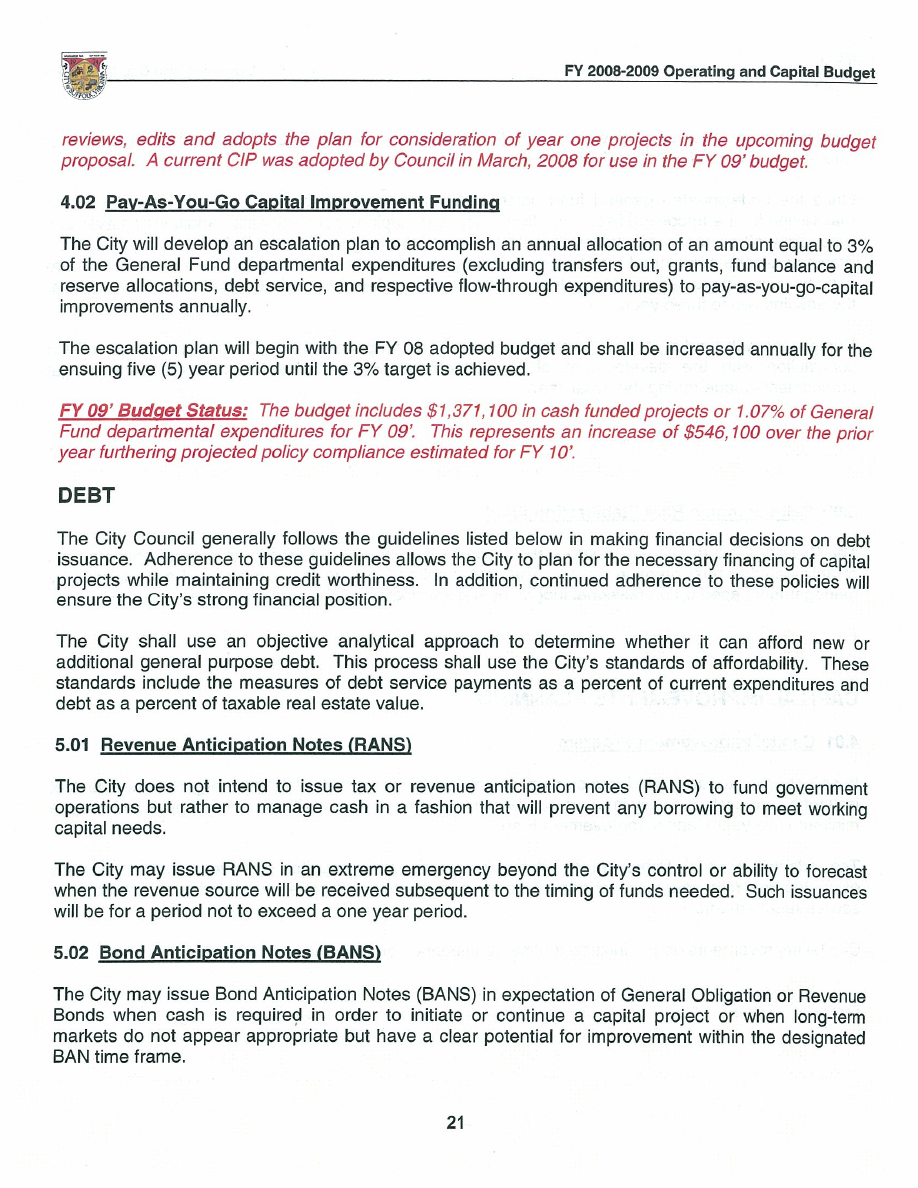 FY 2008-2009 Operating and Capital Budget
reviews, edits and adopts the plan for consideration of year one projects in the upcoming budget
proposal. A current CIP was adopted by Council in March, 2008 for use in the FY 09' budget.
4.02 Pay-As-You-Go Capital Improvement Funding
The City will develop an escalation plan to accomplish an annual allocation of an amount equal to 3%
of the General Fund departmental expenditures (excluding transfers out, grants, fund balance and
reserve allocations, debt service, and respective flow-through expenditures) to pay-as-you-go-capital
improvements annually.
The escalation plan will begin with the FY 08 adopted budget and shall be increased annually for the
ensuing five (5) year period until the 3% target is achieved.
FY 09' Budget Status: The budget includes $1,371,100 in cash funded projects or 1.07% of General
Fund departmental expenditures for FY 09'. This represents an increase of $546,100 over the prior
year furthering projected policy compliance estimated for FY 10'.
DEBT
The City Council generally follows the guidelines listed below in making financial decisions on debt
issuance. Adherence to these guidelines allows the City to plan for the necessary financing of capital
projects while maintaining credit worthiness. In addition, continued adherence to these policies will
ensure the City's strong financial position.
The City shall use an objective analytical approach to determine whether it can afford new or
additional general purpose debt. This process shall use the City's standards of affordability. These
standards include the measures of debt service payments as a percent of current expenditures and
debt as a percent of taxable real estate value.
5.01 Revenue Anticipation Notes (RANS)
The City does not intend to issue tax or revenue anticipation notes (RANS) to fund government
operations but rather to manage cash in a fashion that will prevent any borrowing to meet working
capital needs.
The City may issue RANS in an extreme emergency beyond the City's control or ability to forecast
when the revenue source will be received subsequent to the timing of funds needed. Such issuances
will be for a period not to exceed a one year period.
5.02 Bond Anticipation Notes (BANS)
The City may issue Bond Anticipation Notes (BANS) in expectation of General Obligation or Revenue
Bonds when cash is required in order to initiate or continue a capital project or when long-term
markets do not appear appropriate but have a clear potential for improvement within the designated
BAN time frame.
21